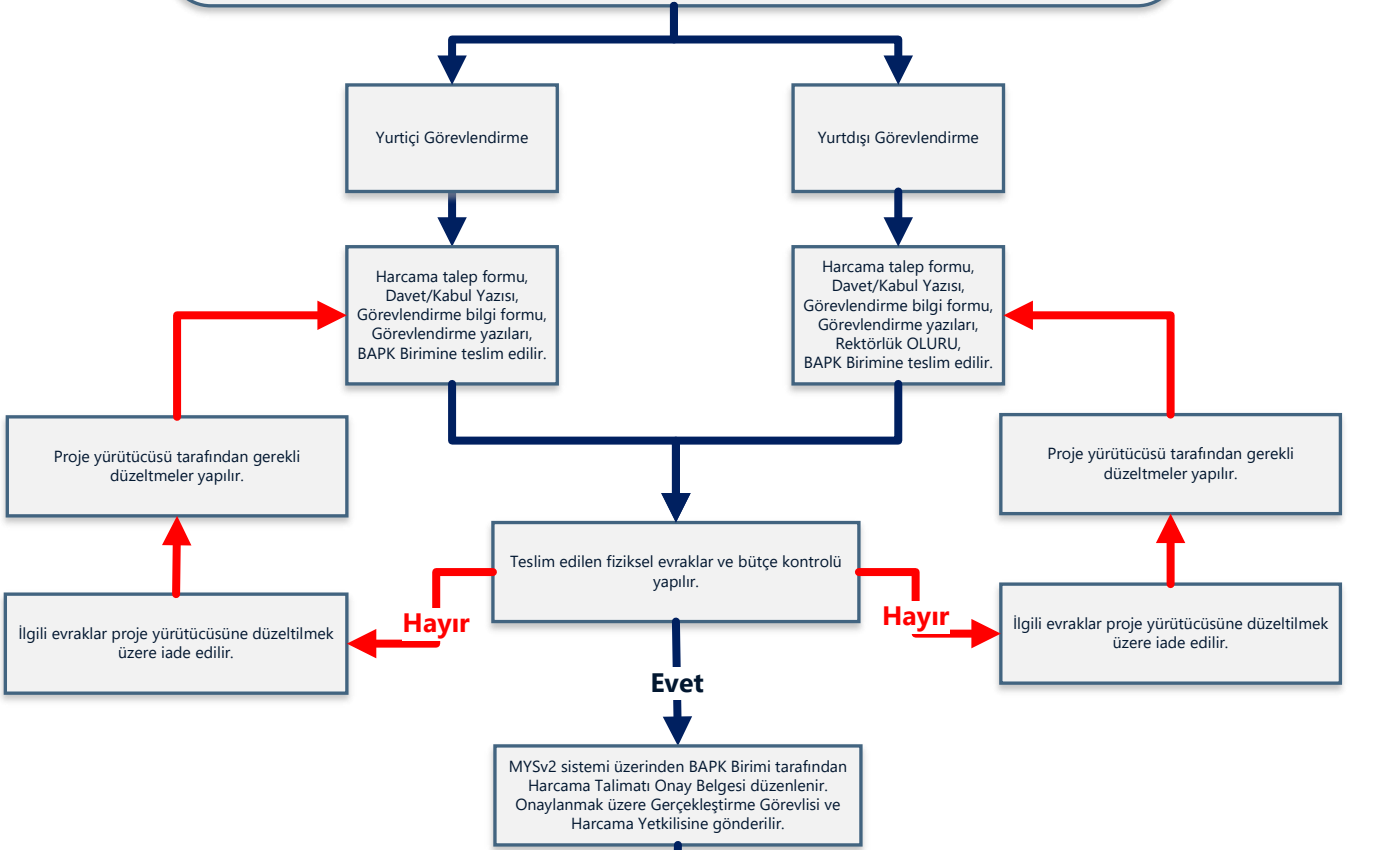 Yurtiçi Görevlendirme
Yurtdışı Görevlendirme
Harcama talep formu,
Davet/Kabul Yazısı,
Görevlendirme bilgi formu,
Görevlendirme yazıları,
BAPK Birimine teslim edilir.
Harcama talep formu,
Davet/Kabul Yazısı,
Görevlendirme bilgi formu,
Görevlendirme yazıları,
Rektörlük OLURU,
BAPK Birimine teslim edilir.
Proje yürütücüsü tarafından gerekli
düzeltmeler yapılır.
Proje yürütücüsü tarafından gerekli
düzeltmeler yapılır.
Teslim edilen fiziksel evraklar ve bütçe kontrolü
yapılır.
Hayır
Hayır
İlgili evraklar proje yürütücüsüne düzeltilmek
üzere iade edilir.
İlgili evraklar proje yürütücüsüne düzeltilmek
üzere iade edilir.
Evet
MYSv2 sistemi üzerinden BAPK Birimi tarafından
Harcama Talimatı Onay Belgesi düzenlenir.
Onaylanmak üzere Gerçekleştirme Görevlisi ve
Harcama Yetkilisine gönderilir.